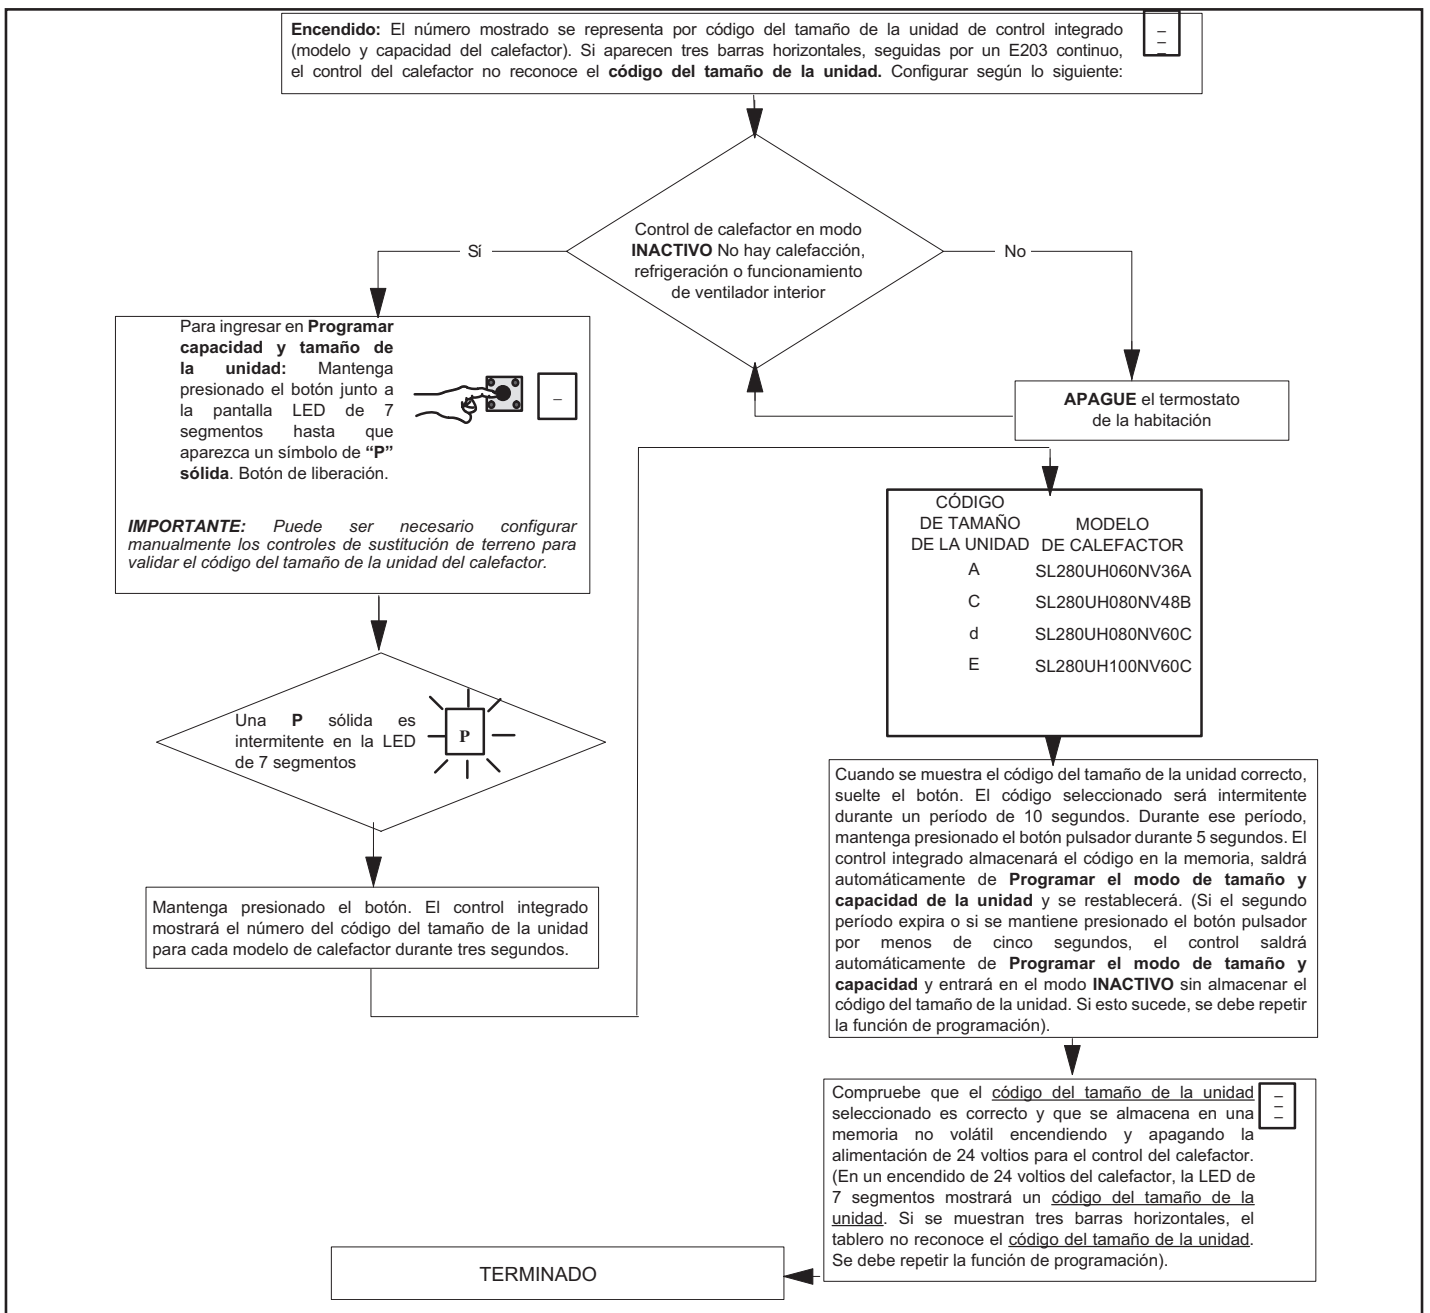 Encendido: El número mostrado se representa por código del tamaño de la unidad de control integrado
(modelo y capacidad del calefactor). Si aparecen tres barras horizontales, seguidas por un E203 continuo,
el control del calefactor no reconoce el código del tamaño de la unidad. Configurar según lo siguiente:
Control de calefactor en modo
INACTIVO No hay calefacción,
refrigeración o funcionamiento
de ventilador interior
Sí
No
Para ingresar en Programar
capacidad y tamaño de
la unidad: Mantenga
presionado el botón junto a
la pantalla LED de 7
segmentos hasta que
aparezca un símbolo de “P”
sólida. Botón de liberación.
IMPORTANTE: Puede ser necesario configurar
manualmente los controles de sustitución de terreno para
validar el código del tamaño de la unidad del calefactor.
APAGUE el termostato
de la habitación
Una P sólida es
intermitente en la LED
de 7 segmentos
P
Mantenga presionado el botón. El control integrado
mostrará el número del código del tamaño de la unidad
para cada modelo de calefactor durante tres segundos.
CÓDIGO
DE TAMAÑO MODELO
DE LA UNIDAD DE CALEFACTOR
A SL280UH060NV36A
C SL280UH080NV48B
d SL280UH080NV60C
E SL280UH100NV60C
Cuando se muestra el código del tamaño de la unidad correcto,
suelte el botón. El código seleccionado será intermitente
durante un período de 10 segundos. Durante ese período,
mantenga presionado el botón pulsador durante 5 segundos. El
control integrado almacenará el código en la memoria, saldrá
automáticamente de Programar el modo de tamaño y
capacidad de la unidad y se restablecerá. (Si el segundo
período expira o si se mantiene presionado el botón pulsador
por menos de cinco segundos, el control saldrá
automáticamente de Programar el modo de tamaño y
capacidad y entrará en el modo INACTIVO sin almacenar el
código del tamaño de la unidad. Si esto sucede, se debe repetir
la función de programación).
Compruebe que el código del tamaño de la unidad
seleccionado es correcto y que se almacena en una
memoria no volátil encendiendo y apagando la
alimentación de 24 voltios para el control del calefactor.
(En un encendido de 24 voltios del calefactor, la LED de
7 segmentos mostrará un código del tamaño de la
unidad. Si se muestran tres barras horizontales, el
tablero no reconoce el código del tamaño de la unidad.
Se debe repetir la función de programación).
TERMINADO